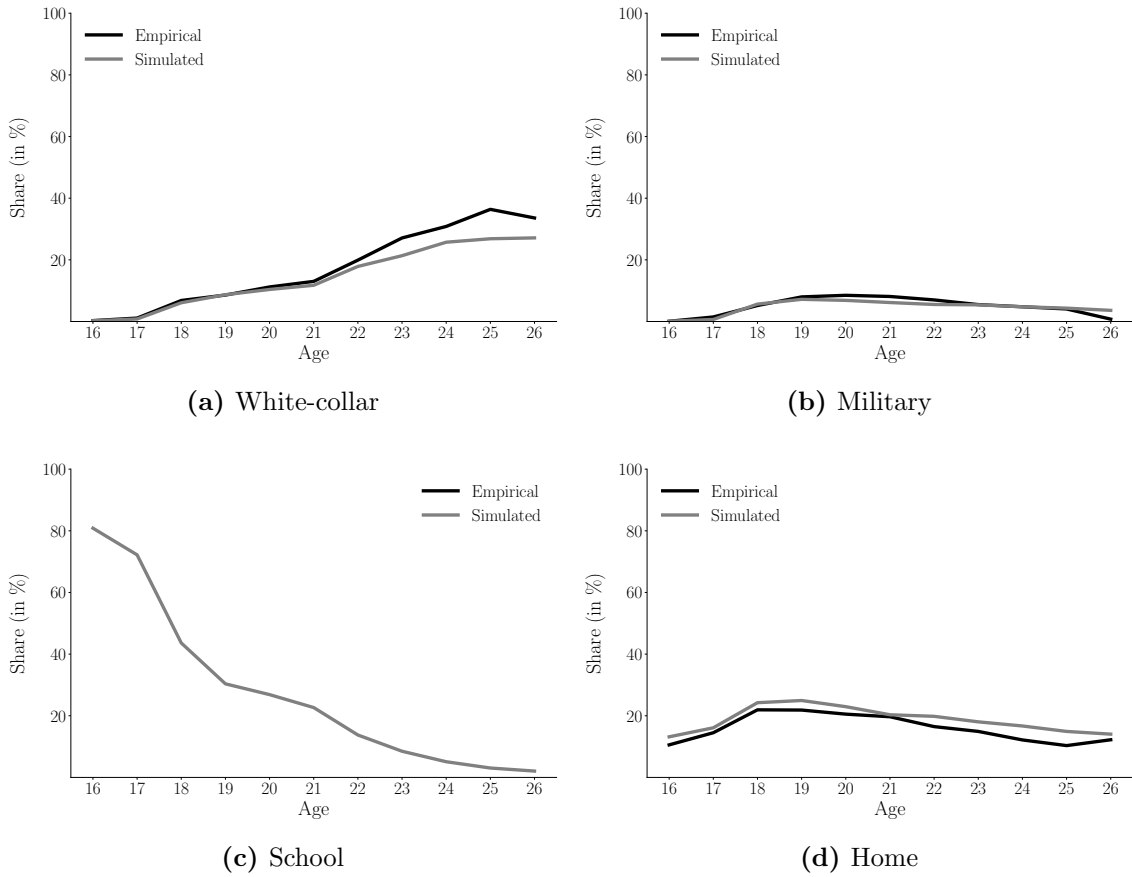 100
80
60
40
20
Share (in %)
Empirical
Simulated
16 17 18 19 20 21 22 23 24 25 26
Age
(a) White-collar
100
80
60
40
20
Share (in %)
Empirical
Simulated
16 17 18 19 20 21 22 23 24 25 26
Age
(b) Military
100
80
60
40
20
Share (in %)
Empirical
Simulated
16 17 18 19 20 21 22 23 24 25 26
Age
(c) School
100
80
60
40
20
Share (in %)
Empirical
Simulated
16 17 18 19 20 21 22 23 24 25 26
Age
(d) Home